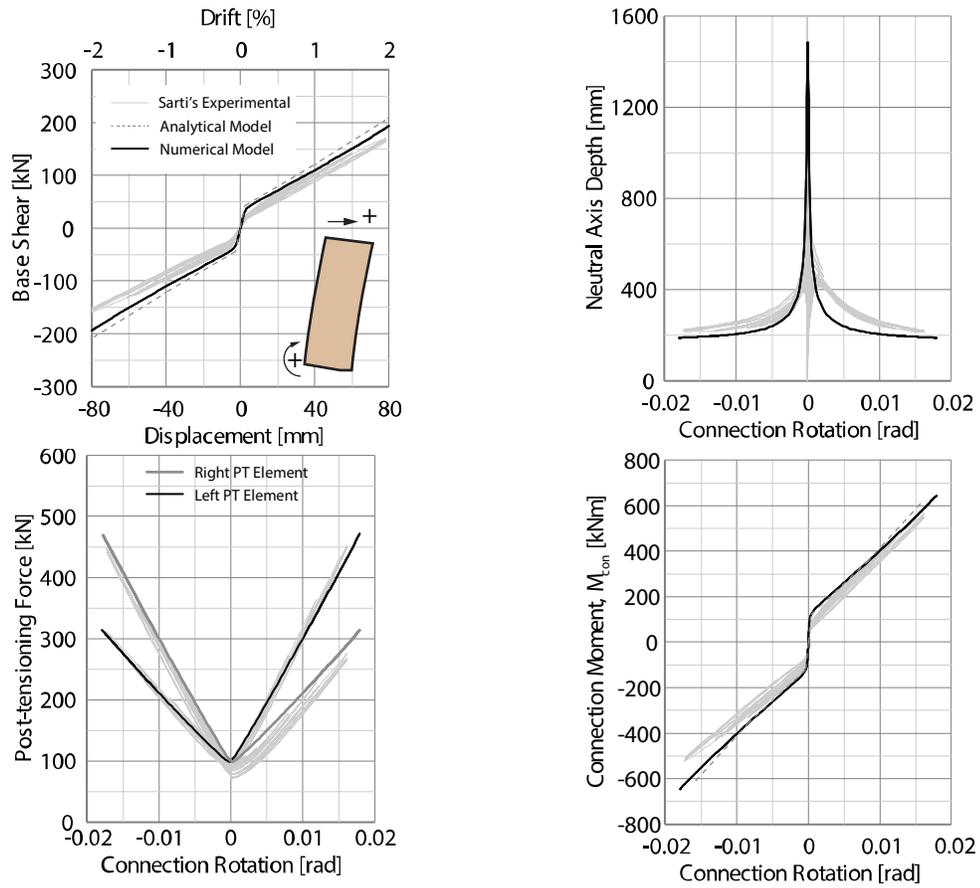 Drift [%]
-2 -1 0 1 2
300
200
100
0
-100
-200
-300
Base Shear [kN]
Sarti's Experimental
Analytical Model
Numerical Model
+
+
-80 -40 0 40 80
Displacement [mm]
1600
1200
800
400
0
Neutral Axis Depth [mm]
-0.02 -0.01 0 0.01 0.02
Connection Rotation [rad]
600
500
400
300
200
100
0
Post-tensioning Force [kN]
Right PT Element
Left PT Element
-0.02 -0.01 0 0.01 0.02
Connection Rotation [rad]
800
600
400
200
0
-200
-400
-600
-800
Connection Moment, Mcon [kNm]
-0.02 -0.01 0 0.01 0.02
Connection Rotation [rad]